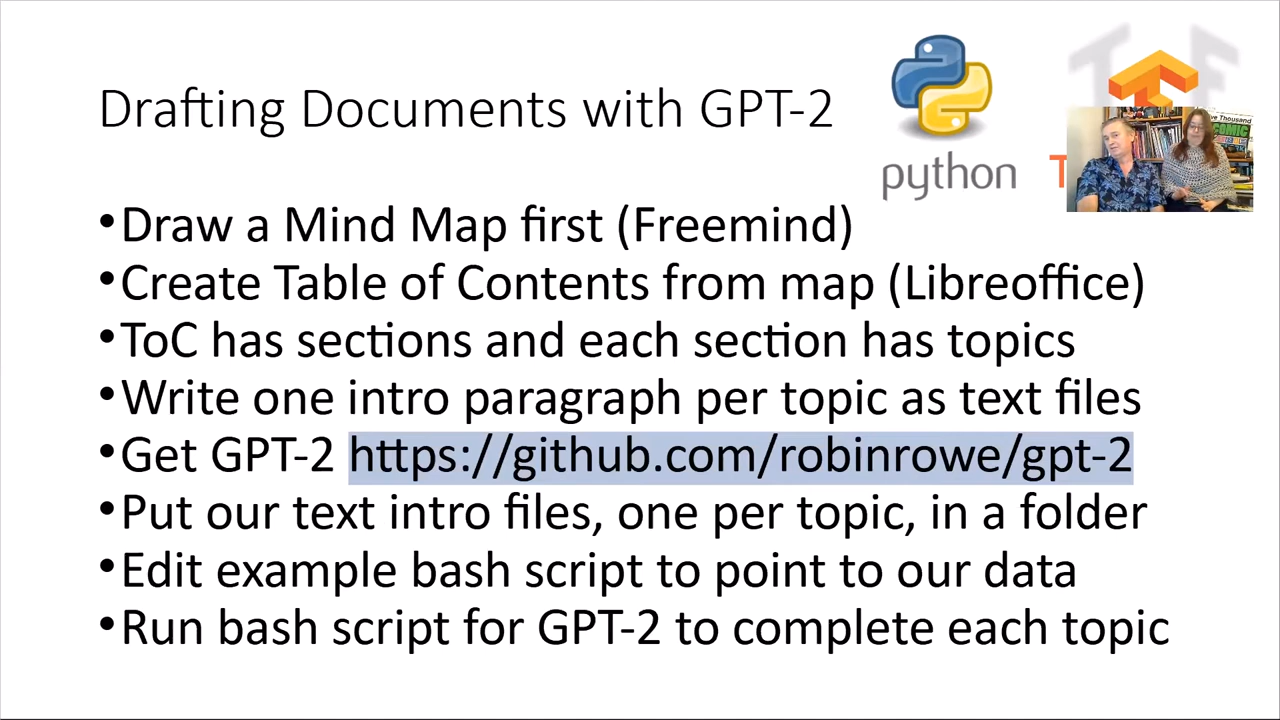 Drafting Documents with GPT-2
python
T
ve Thousand
COMIC
•Draw a Mind Map first (Freemind)
•Create Table of Contents from map (Libreoffice)
•ToC has sections and each section has topics
•Write one intro paragraph per topic as text files
•Get GPT-2 https://github.com/robinrowe/gpt-2
•Put our text intro files, one per topic, in a folder
•Edit example bash script to point to our data
•Run bash script for GPT-2 to complete each topic